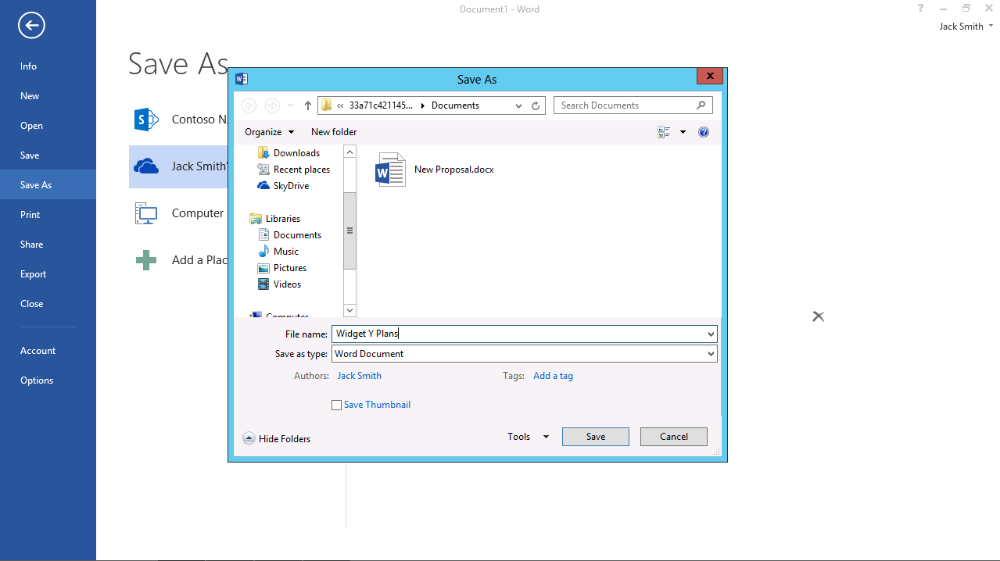 Document1 - Word
?
Jack Smith
Info
New
Open
Save
Save As
Print
Share
Export
Close
Account
Options
Save As
Contoso N
Jack Smith'
Computer
Add a Plac
Save As
« 33a71c421145... Documents
Search Documents
Organize
New folder
Downloads
Recent places
SkyDrive
Libraries
Documents
Music
Pictures
Videos
Computer
New Proposal.docx
File name: Widget Y Plans
Save as type: Word Document
Authors: Jack Smith
Tags: Add a tag
Save Thumbnail
Hide Folders
Tools
Save
Cancel